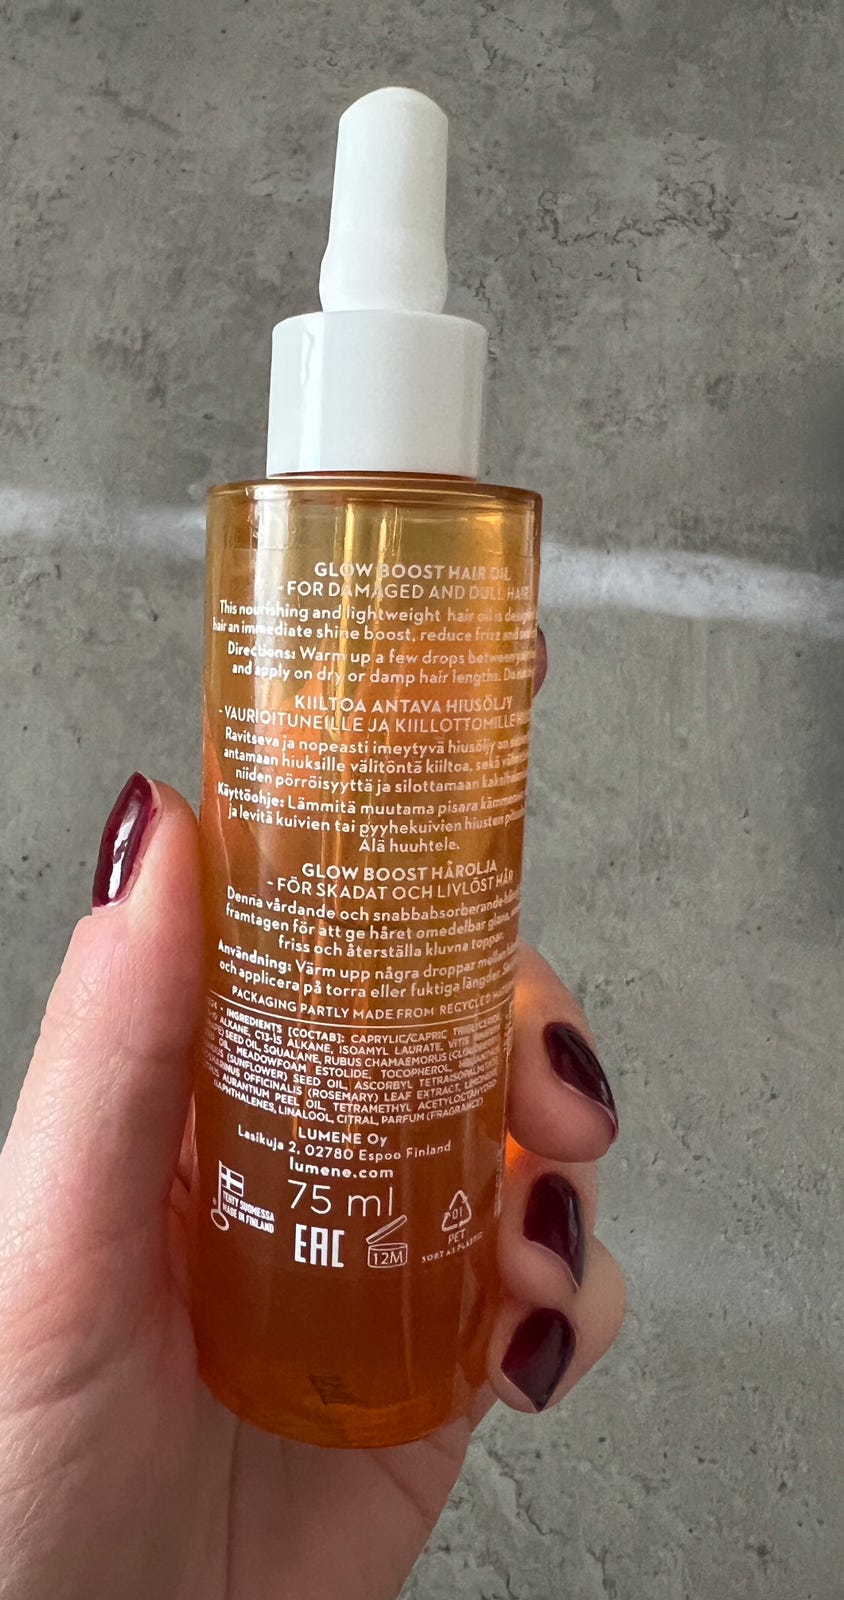 GLOW BOOST HAIR OIL
- FOR DAMAGED AND DULL HAIR
This nourishing and lightweight hair oil is
hair an immediate shine boost, reduce frizz and
Directions: Warm up a few drops between
and apply on dry or damp hair lengths. Do not
KIILTOA ANTAVA HIUSÖLJY
- VAURIOITUNEILLE JA KIILLOTTOMILLE
Ravitseva ja nopeasti imeytyvä hiusöljy on
antamaan hiuksille välitöntä kiiltoa, sekä
niiden pörröisyyttä ja silottamaan
Käyttöohje: Lämmitä muutama pisara
ja levitä kuivien tai pyyhekuivien hiusten
Älä huuhtele.
GLOW BOOST HÅROLJA
- FÖR SKADAT OCH LIVLÖST HÅR
Denna vårdande och snabbabsorberande
framtagen för att ge håret omedelbar glans,
friss och återställa kluvna toppar.
Användning: Värm upp några droppar mellan
och applicera på torra eller fuktiga längder.
PACKAGING PARTLY MADE FROM RECYCLED
INGREDIENTS [COCTAB]: CAPRYLIC/CAPRIC TRIGLYCERIDE,
ALKANE, C13-15 ALKANE, ISOAMYL LAURATE, VITIS
SEED OIL, SQUALANE, RUBUS CHAMAEMORUS
OIL, MEADOWFOAM ESTOLIDE, TOCOPHEROL,
(SUNFLOWER) SEED OIL, ASCORBYL
OFFICINALIS (ROSEMARY) LEAF EXTRACT, LIMONENE,
AURANTIUM PEEL OIL, TETRAMETHYL
NAPHTHALENES, LINALOOL, CITRAL, PARFUM (FRAGRANCE)
LUMENE Oy
Lasikuja 2, 02780 Espoo Finland
lumene.com
75 ml
TEHTY SUOMESSA
MADE IN FINLAND
EAC
12M
01
PET
SORT AS PLASTIC